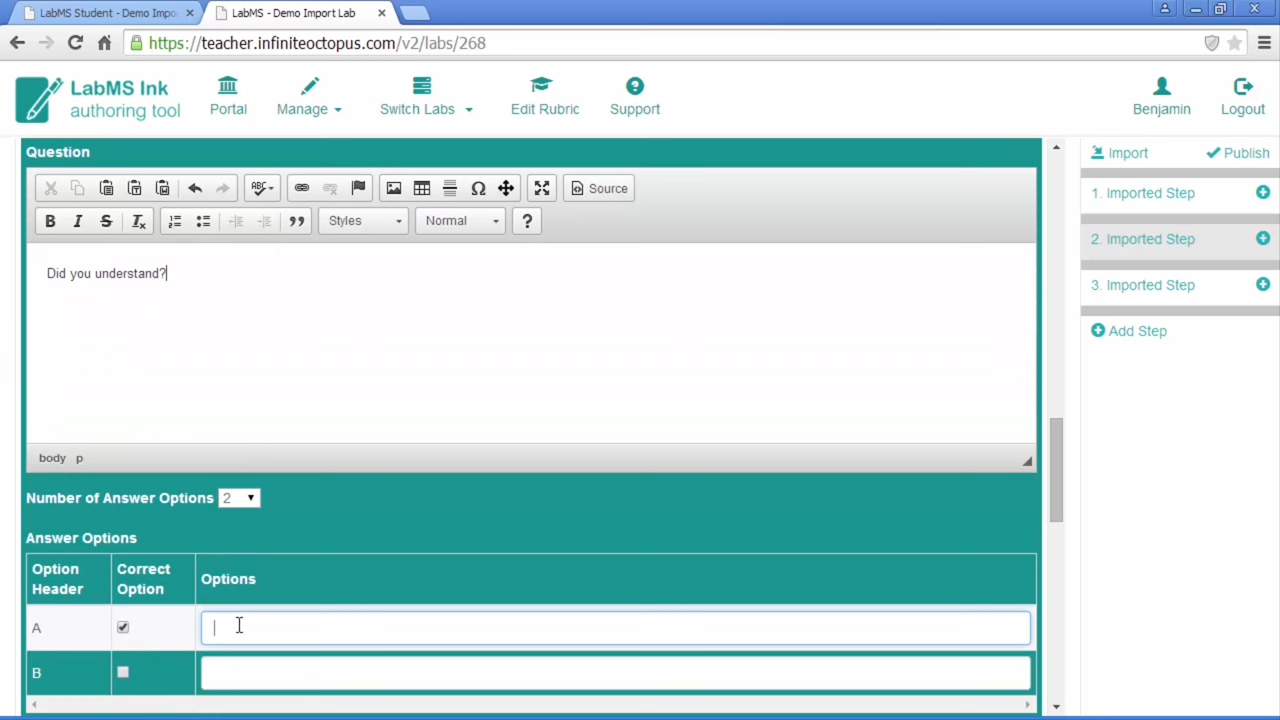 LabMS Student - Demo Impo
LabMS - Demo Import Lab
https://teacher.infiniteoctopus.com/v2/labs/268
LabMS Ink
authoring tool
Portal
Manage
Switch Labs
Edit Rubric
Support
Benjamin
Logout
Question
Import
Publish
ABC
Source
B I S Ix
Styles
Normal
?
1. Imported Step
2. Imported Step
3. Imported Step
Add Step
Did you understand?
body p
Number of Answer Options 2
Answer Options
Option Header
Correct Option
Options
A
B